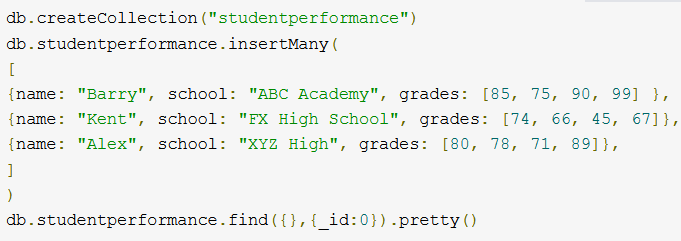 db.createCollection("studentperformance")
db.studentperformance.insertMany(
[
{name: "Barry", school: "ABC Academy", grades: [85, 75, 90, 99] },
{name: "Kent", school: "FX High School", grades: [74, 66, 45, 67]},
{name: "Alex", school: "XYZ High", grades: [80, 78, 71, 89]},
]
)
db.studentperformance.find({},{_id:0}).pretty()